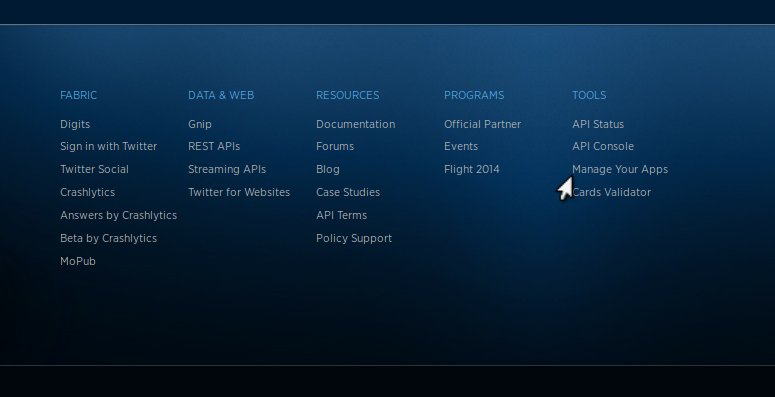 FABRIC
Digits
Sign in with Twitter
Twitter Social
Crashlytics
Answers by Crashlytics
Beta by Crashlytics
MoPub
DATA & WEB
Gnip
REST APIs
Streaming APIs
Twitter for Websites
RESOURCES
Documentation
Forums
Blog
Case Studies
API Terms
Policy Support
PROGRAMS
Official Partner
Events
Flight 2014
TOOLS
API Status
API Console
Manage Your Apps
Cards Validator